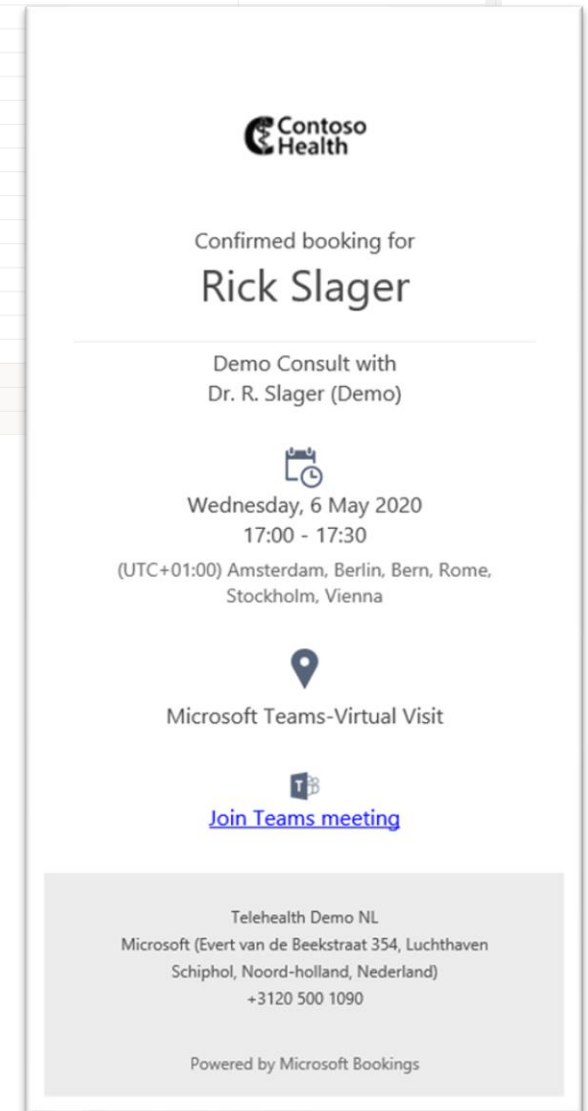 Contoso
Health
Confirmed booking for
Rick Slager
Demo Consult with
Dr. R. Slager (Demo)
Wednesday, 6 May 2020
17:00 - 17:30
(UTC+01:00) Amsterdam, Berlin, Bern, Rome,
Stockholm, Vienna
Microsoft Teams-Virtual Visit
T
Join Teams meeting
Telehealth Demo NL
Microsoft (Evert van de Beekstraat 354, Luchthaven
Schiphol, Noord-holland, Nederland)
+3120 500 1090
Powered by Microsoft Bookings